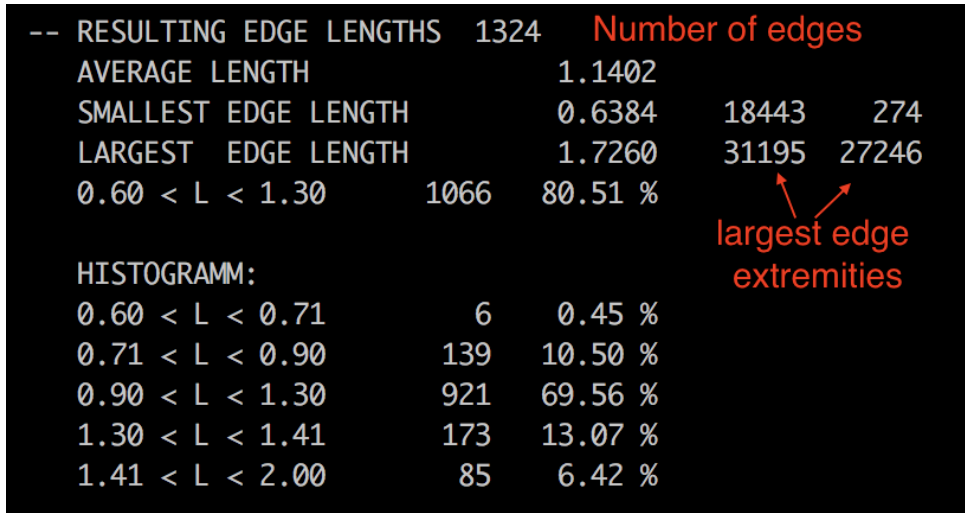 -- RESULTING EDGE LENGTHS 1324 Number of edges
AVERAGE LENGTH 1.1402
SMALLEST EDGE LENGTH 0.6384 18443 274
LARGEST EDGE LENGTH 1.7260 31195 27246
0.60 < L < 1.30 1066 80.51 %
largest edge
extremities
HISTOGRAMM:
0.60 < L < 0.71 6 0.45 %
0.71 < L < 0.90 139 10.50 %
0.90 < L < 1.30 921 69.56 %
1.30 < L < 1.41 173 13.07 %
1.41 < L < 2.00 85 6.42 %